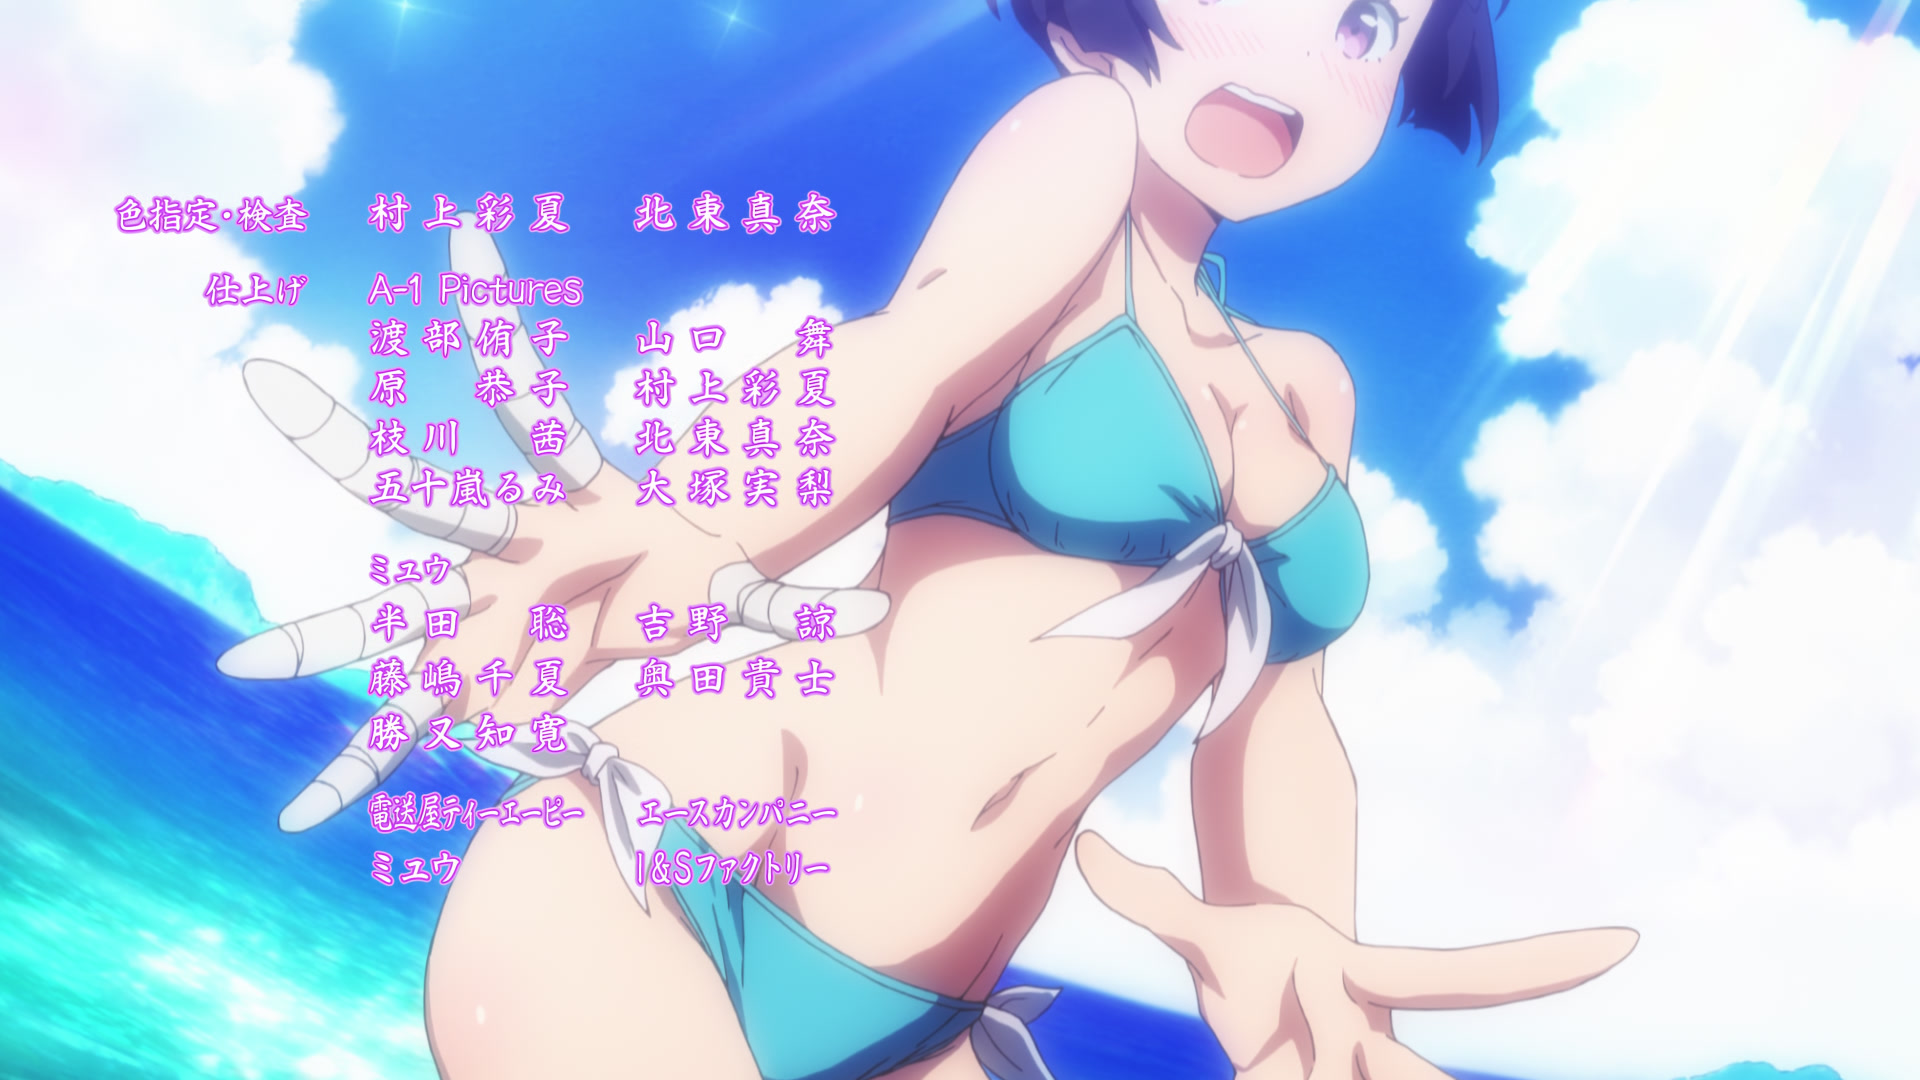 色指定・検査 村上彩夏 北東真奈
仕上げ A-1 Pictures
渡部侑子 山口 舞
原 恭子 村上彩夏
枝川 茜 北東真奈
五十嵐るみ 大塚実梨
ミュウ
半田 聡 吉野 諒
藤嶋千夏 奥田貴士
勝又知寛
電送屋ティーエーピー エースカンパニー
ミュウ I&Sファクトリー